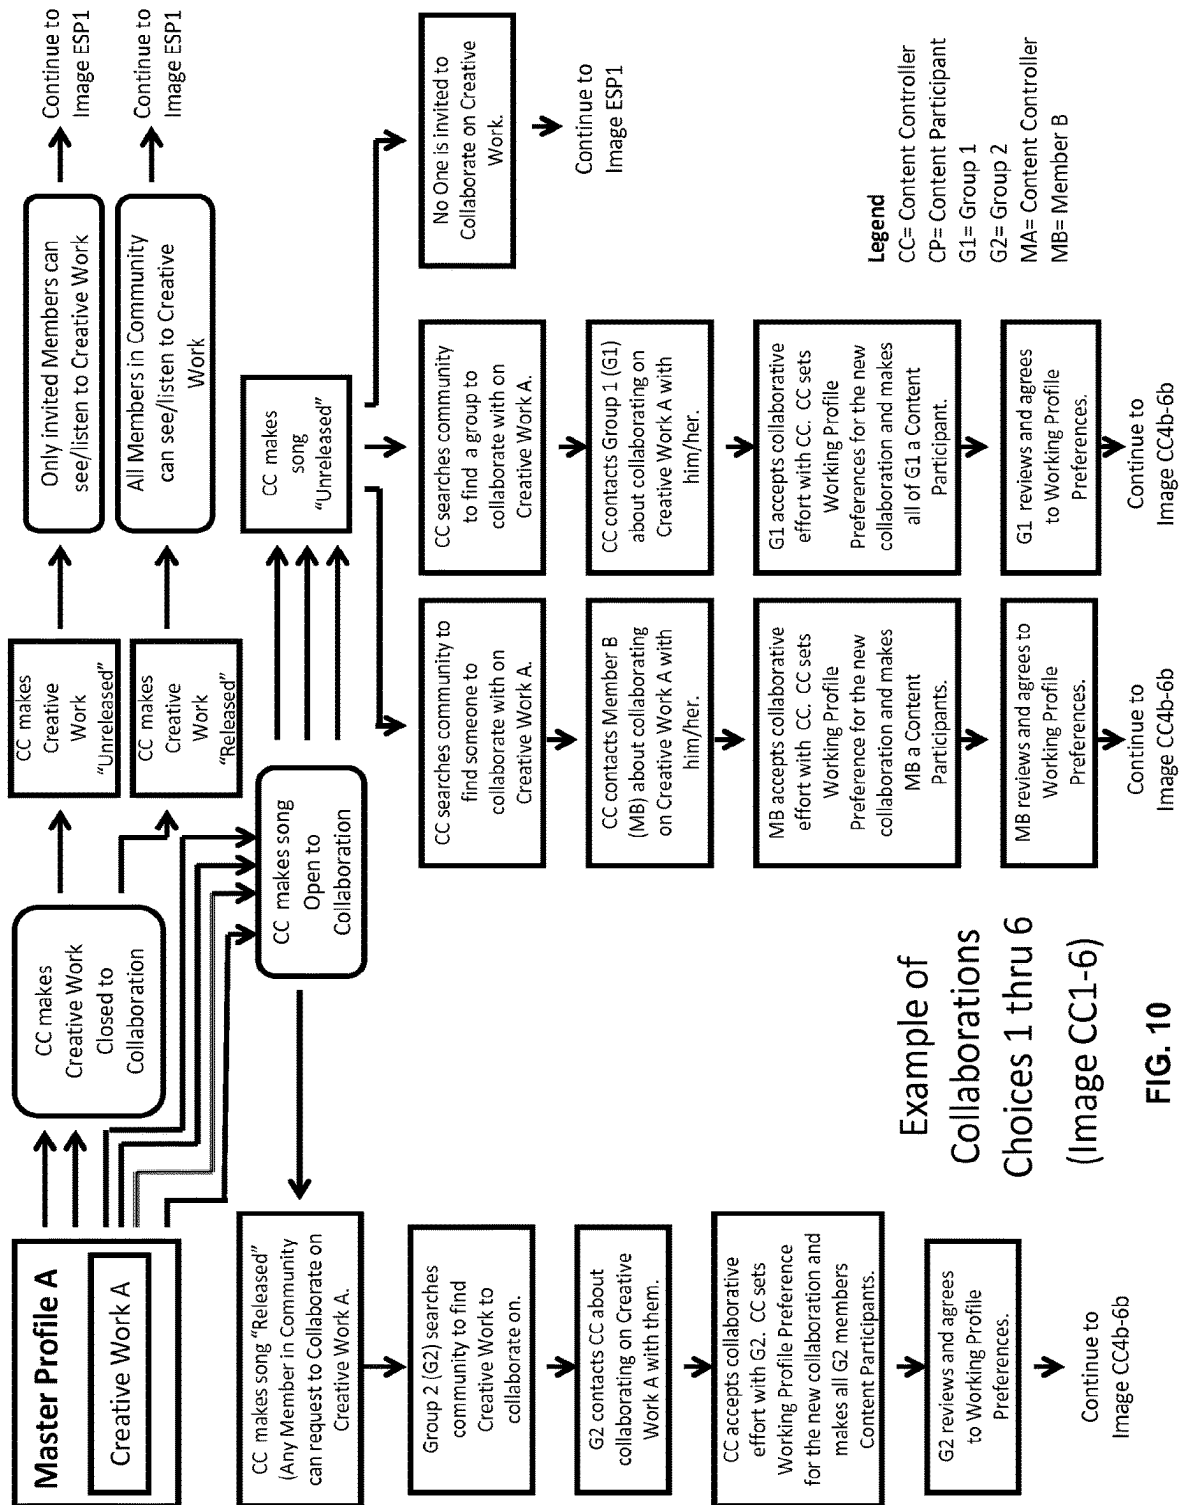 Master Profile A
Creative Work A
CC makes
Creative Work
Closed to
Collaboration
CC makes
Creative
Work
“Unreleased”
Only invited Members can
see/listen to Creative Work
Continue to
Image ESP1
CC makes
Creative
Work
“Released”
All Members in Community
can see/listen to Creative
Work
Continue to
Image ESP1
CC makes song
Open to
Collaboration
CC makes
song
“Unreleased”
CC makes song “Released”
(Any Member in Community
can request to Collaborate on
Creative Work A.
Group 2 (G2) searches
community to find
Creative Work to
collaborate on.
G2 contacts CC about
collaborating on Creative
Work A with them.
CC accepts collaborative
effort with G2. CC sets
Working Profile Preference
for the new collaboration and
makes all G2 members
Content Participants.
G2 reviews and agrees
to Working Profile
Preferences.
Continue to
Image CC4b-6b
CC searches community to
find someone to
collaborate with on
Creative Work A.
CC contacts Member B
(MB) about collaborating
on Creative Work A with
him/her.
MB accepts collaborative
effort with CC. CC sets
Working Profile
Preference for the new
collaboration and makes
MB a Content
Participants.
MB reviews and agrees to
Working Profile
Preferences.
Continue to
Image CC4b-6b
CC searches community
to find a group to
collaborate with on
Creative Work A.
CC contacts Group 1 (G1)
about collaborating on
Creative Work A with
him/her.
G1 accepts collaborative
effort with CC. CC sets
Working Profile
Preferences for the new
collaboration and makes
all of G1 a Content
Participant.
G1 reviews and agrees
to Working Profile
Preferences.
Continue to
Image CC4b-6b
No One is invited to
Collaborate on Creative
Work.
Continue to
Image ESP1
Legend
CC= Content Controller
CP= Content Participant
G1= Group 1
G2= Group 2
MA= Content Controller
MB= Member B
Example of
Collaborations
Choices 1 thru 6
(Image CC1-6)
FIG. 10